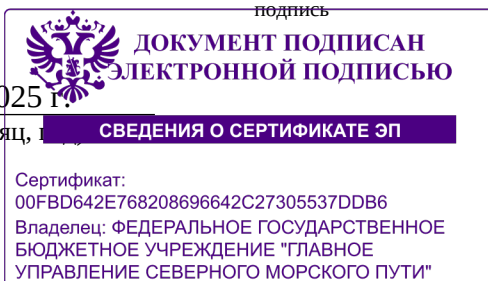 подпись
ДОКУМЕНТ ПОДПИСАН
ЭЛЕКТРОННОЙ ПОДПИСЬЮ
025 г.
СВЕДЕНИЯ О СЕРТИФИКАТЕ ЭП
Сертификат:
00FBD642E768208696642C27305537DDB6
Владелец: ФЕДЕРАЛЬНОЕ ГОСУДАРСТВЕННОЕ
БЮДЖЕТНОЕ УЧРЕЖДЕНИЕ "ГЛАВНОЕ
УПРАВЛЕНИЕ СЕВЕРНОГО МОРСКОГО ПУТИ"